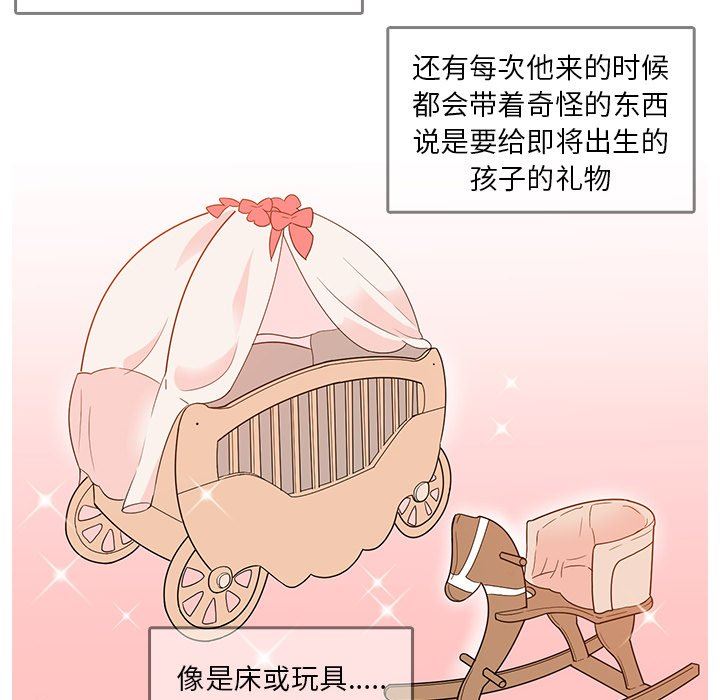 还有每次他来的时候
都会带着奇怪的东西
说是要给即将出生的
孩子的礼物
像是床或玩具.....